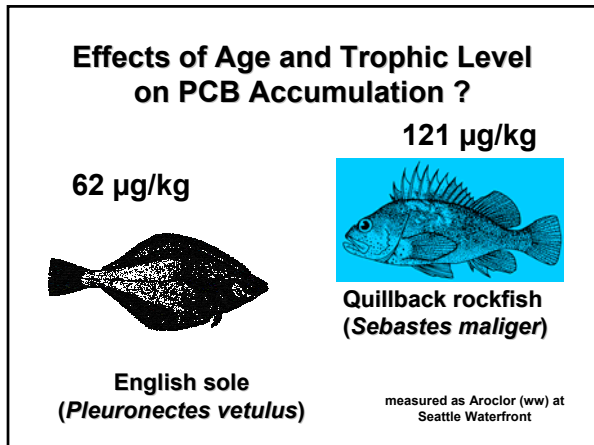 Effects of Age and Trophic Level
on PCB Accumulation ?
121 µg/kg
62 µg/kg
Quillback rockfish
(Sebastes maliger)
English sole
(Pleuronectes vetulus)
measured as Aroclor (ww) at
Seattle Waterfront